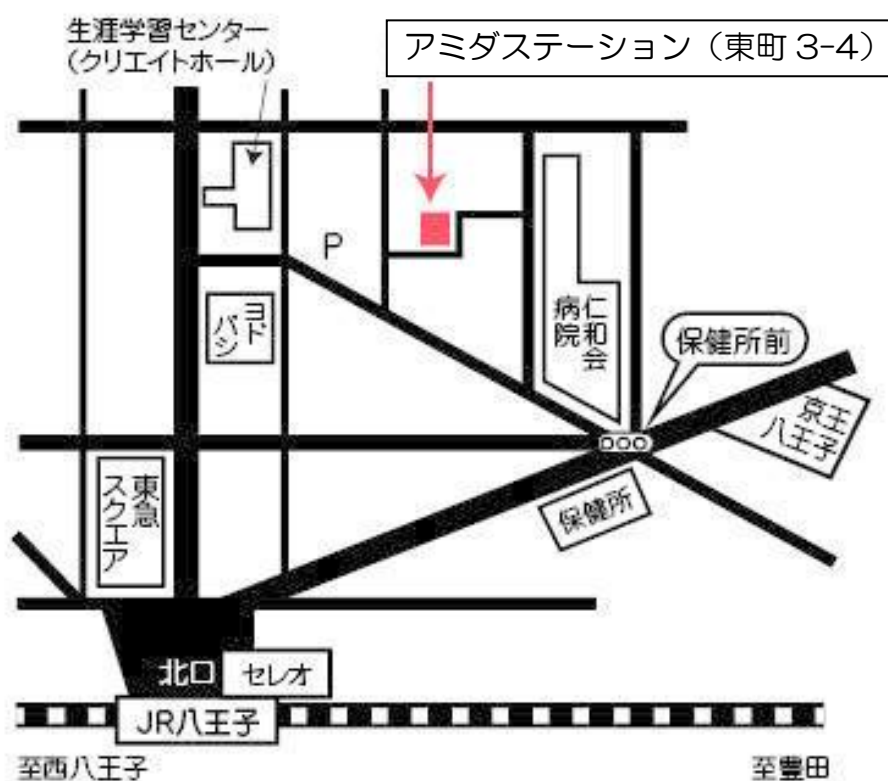 生涯学習センター
(クリエイトホール)
アミダステーション（東町 3-4）
P
ヨド
バシ
仁和会
病院
保健所前
京王
八王子
東急
スクエア
保健所
北口
セレオ
JR八王子
至西八王子
至豊田